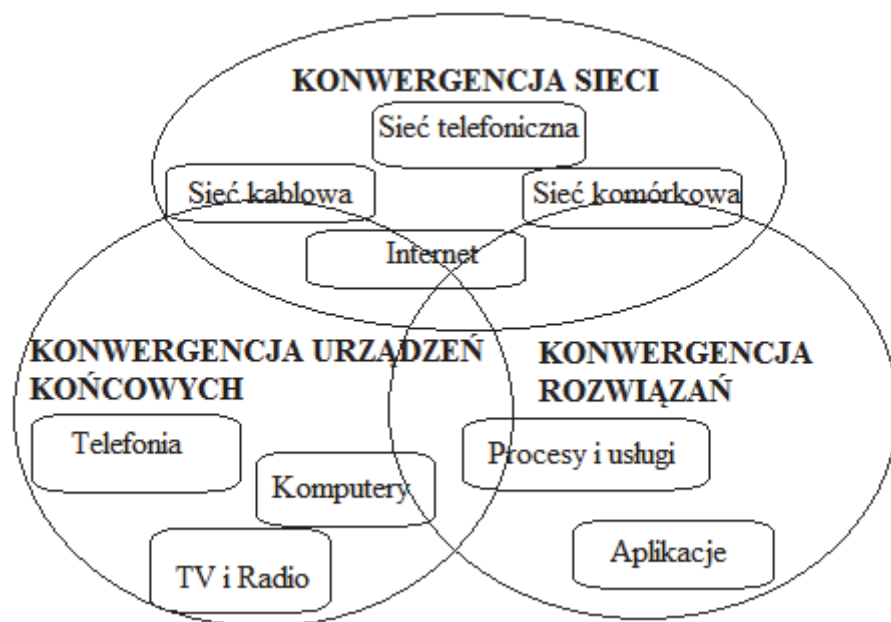 KONWERGENCJA SIECI
Sieć telefoniczna
Sieć kablowa
Sieć komórkowa
Internet
KONWERGENCJA URZĄDZEŃ
KOŃCOWYCH
KONWERGENCJA
ROZWIĄZAŃ
Telefonia
Komputery
TV i Radio
Procesy i usługi
Aplikacje